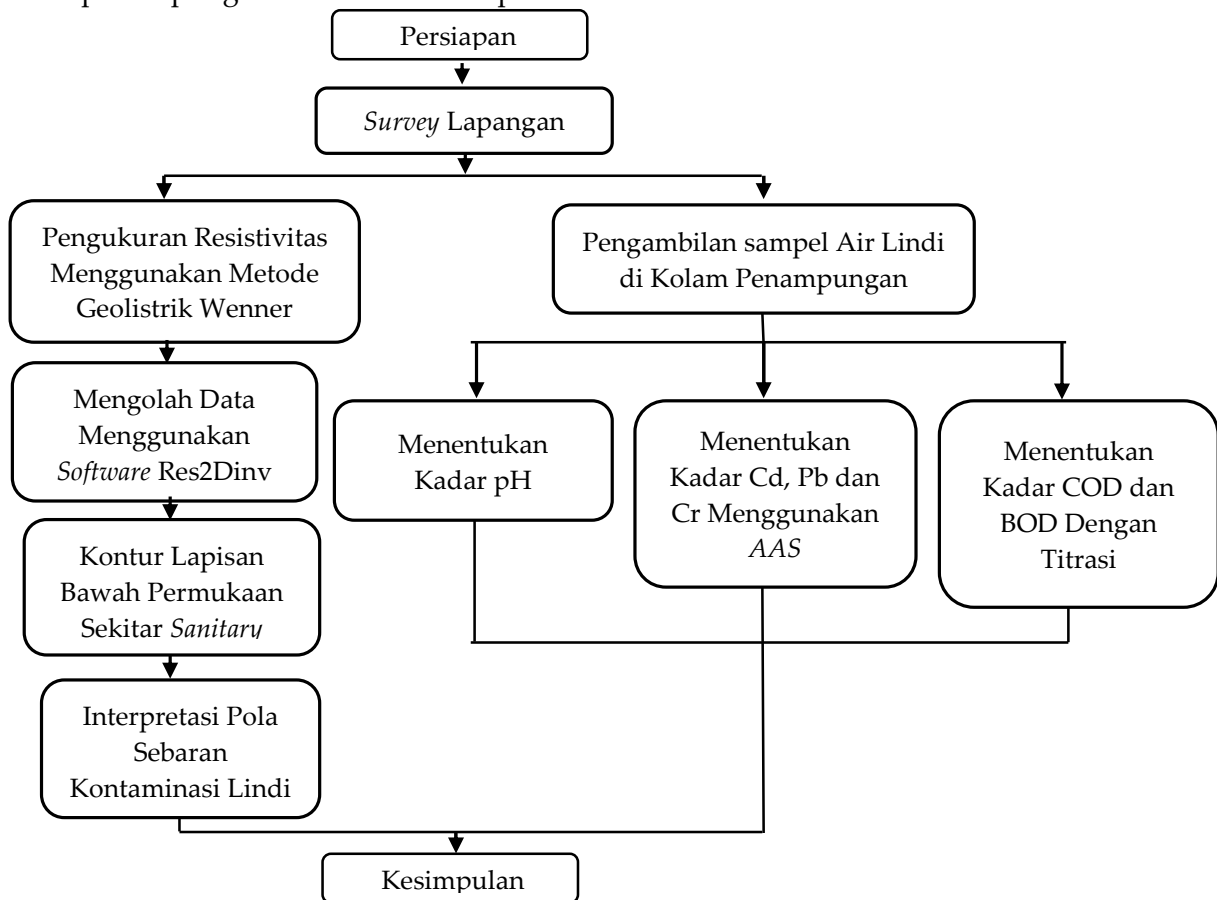 Persiapan
Survey Lapangan
Pengukuran Resistivitas
Menggunakan Metode
Geolistrik Wenner
Pengambilan sampel Air Lindi
di Kolam Penampungan
Mengolah Data
Menggunakan
Software Res2Dinv
Menentukan
Kadar pH
Menentukan
Kadar Cd, Pb dan
Cr Menggunakan
AAS
Menentukan
Kadar COD dan
BOD Dengan
Titrasi
Kontur Lapisan
Bawah Permukaan
Sekitar Sanitary
Interpretasi Pola
Sebaran
Kontaminasi Lindi
Kesimpulan